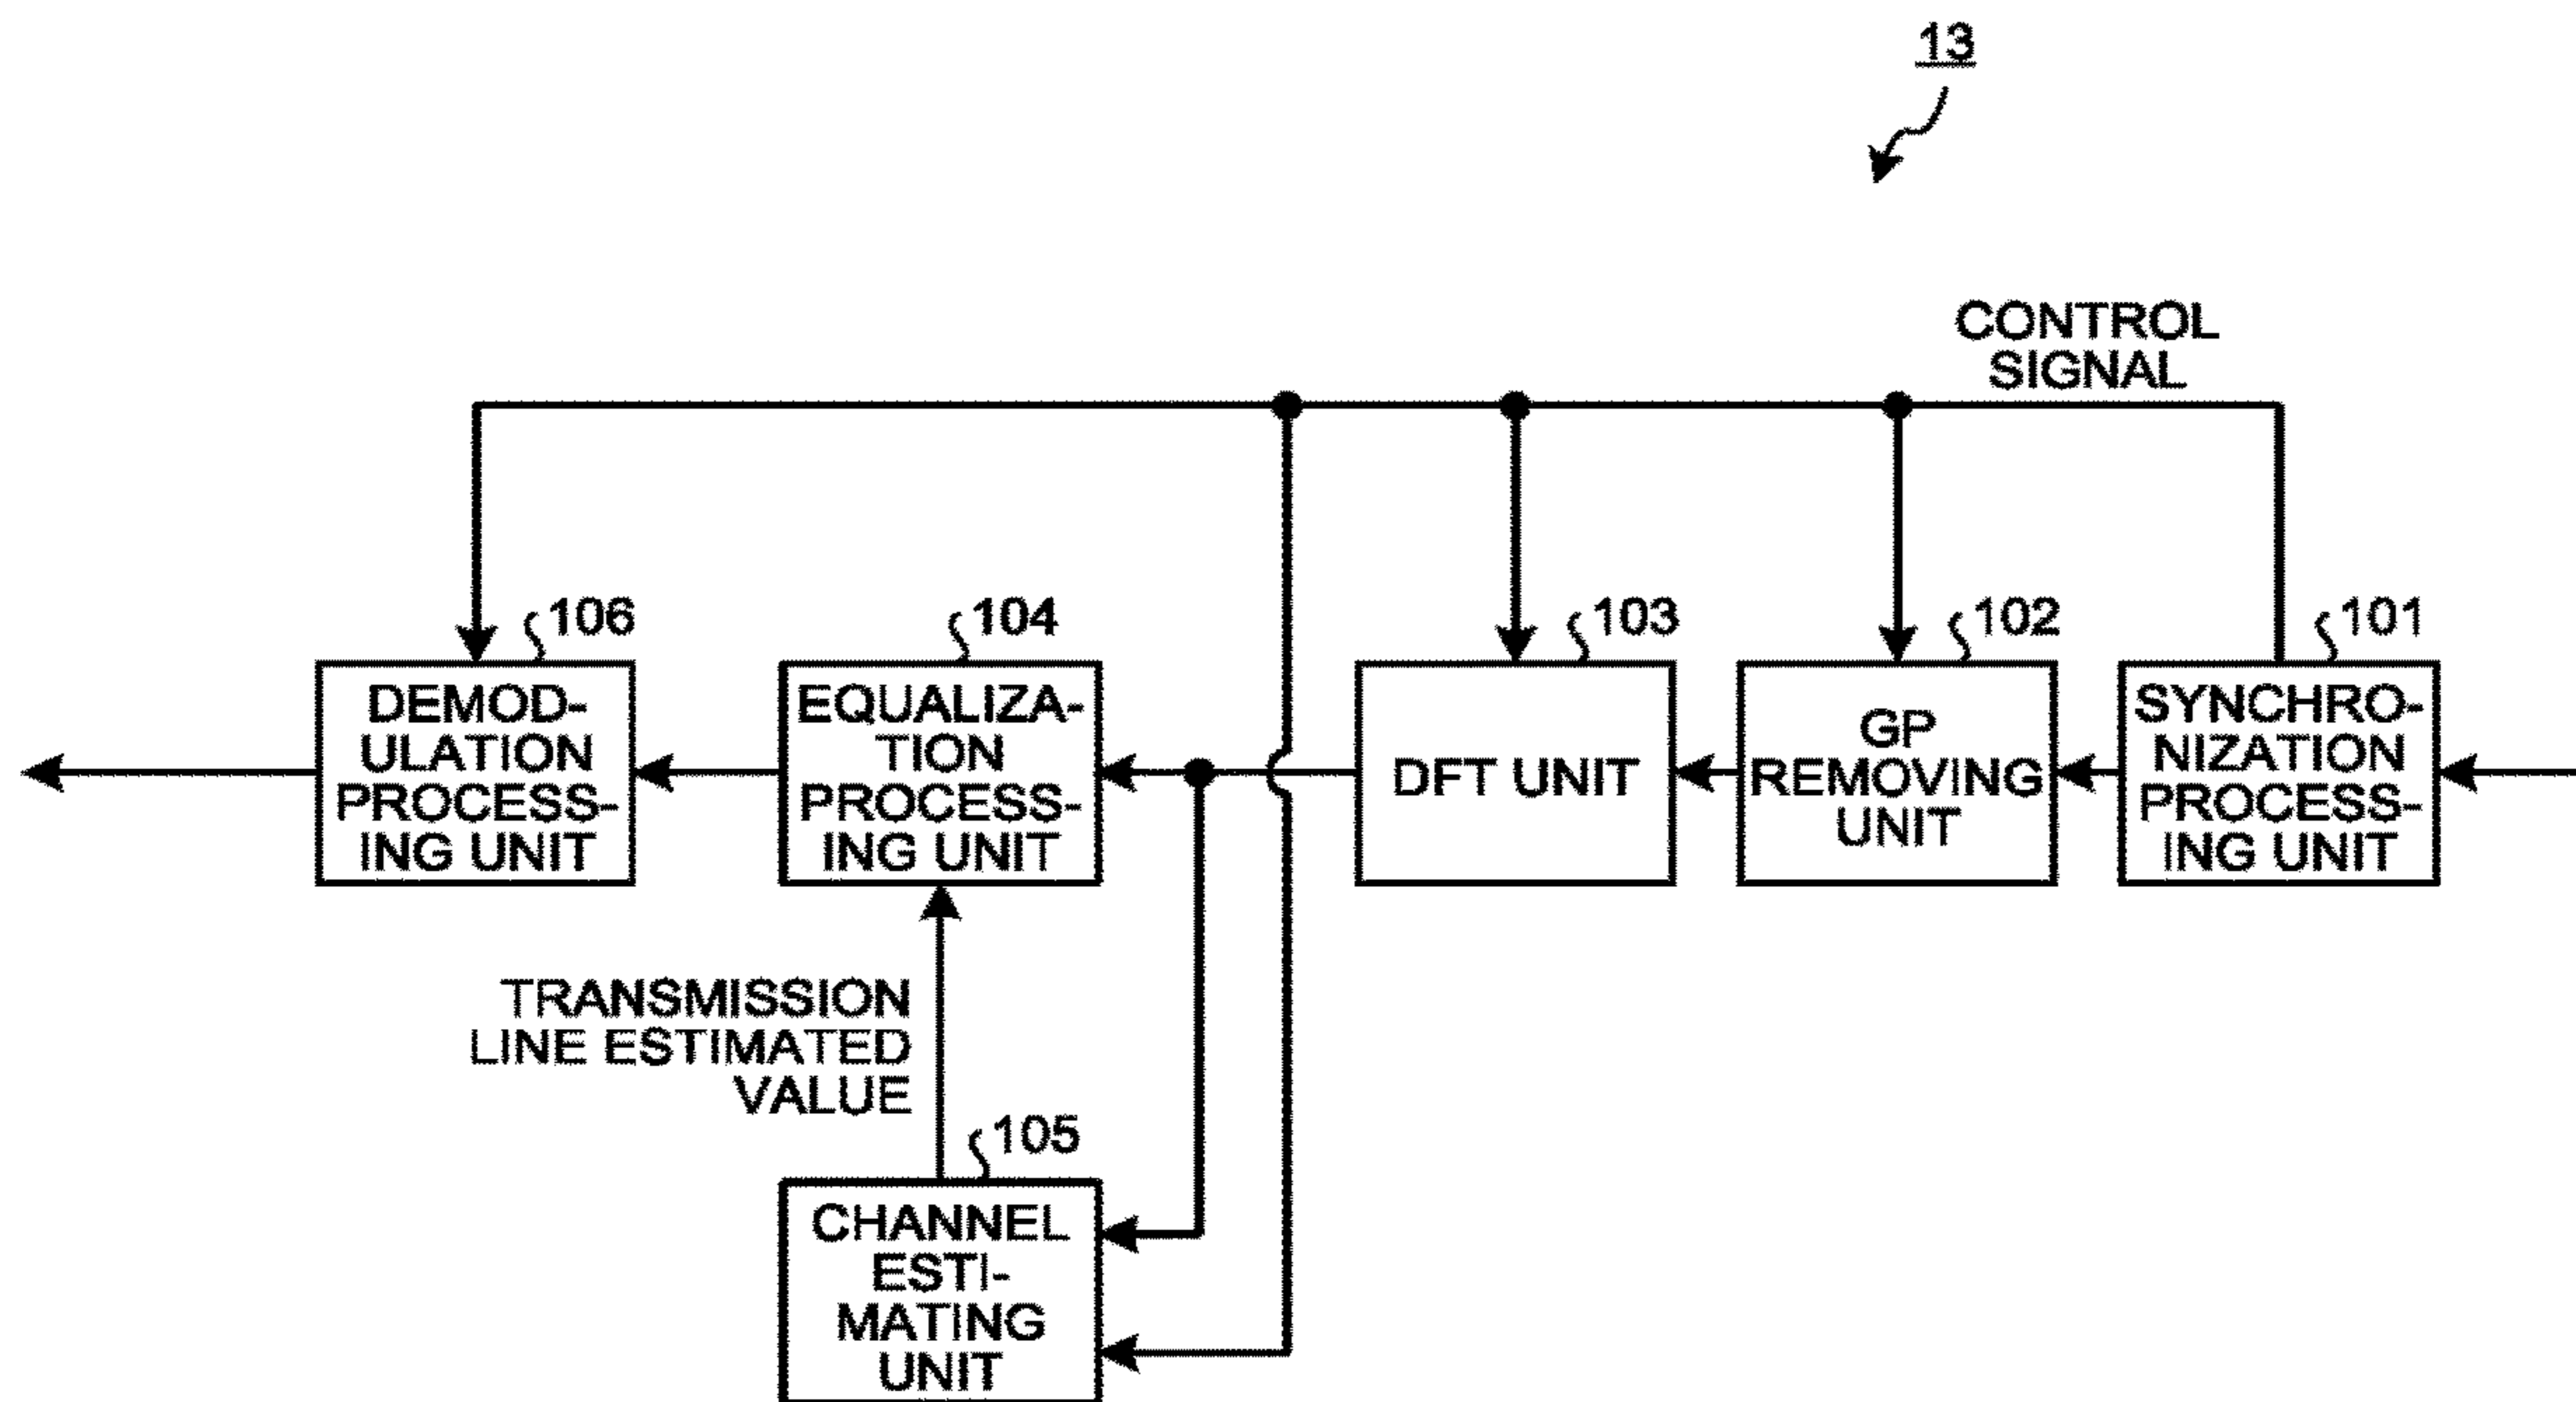 13
CONTROL
SIGNAL
106
104
103
102
101
DEMOD-
ULATION
PROCESS-
ING UNIT
EQUALIZA-
TION
PROCESS-
ING UNIT
DFT UNIT
GP
REMOVING
UNIT
SYNCHRO-
NIZATION
PROCESS-
ING UNIT
TRANSMISSION
LINE ESTIMATED
VALUE
105
CHANNEL
ESTI-
MATING
UNIT